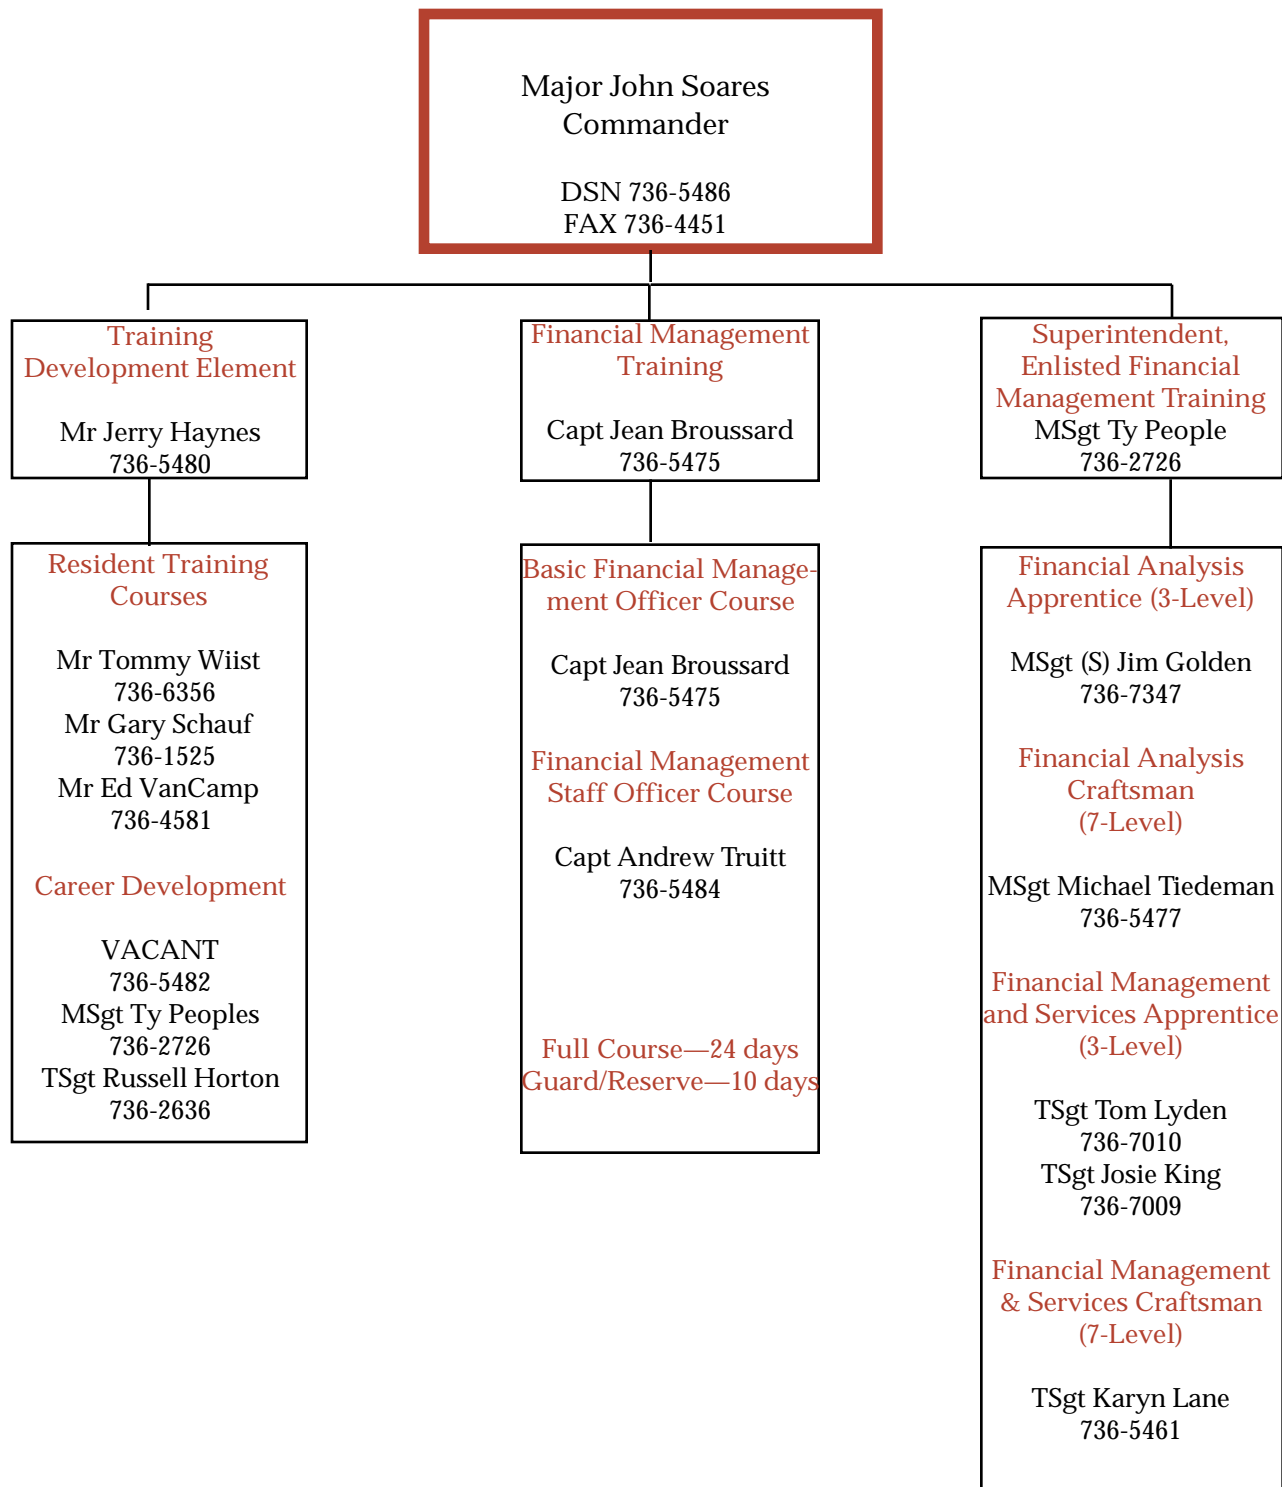 Major John Soares
Commander
DSN 736-5486
FAX 736-4451
Training
Development Element
Mr Jerry Haynes
736-5480
Financial Management
Training
Capt Jean Broussard
736-5475
Superintendent,
Enlisted Financial
Management Training
MSgt Ty People
736-2726
Resident Training
Courses
Mr Tommy Wiist
736-6356
Mr Gary Schauf
736-1525
Mr Ed VanCamp
736-4581
Career Development
VACANT
736-5482
MSgt Ty Peoples
736-2726
TSgt Russell Horton
736-2636
Basic Financial Manage-
ment Officer Course
Capt Jean Broussard
736-5475
Financial Management
Staff Officer Course
Capt Andrew Truitt
736-5484
Full Course—24 days
Guard/Reserve—10 days
Financial Analysis
Apprentice (3-Level)
MSgt (S) Jim Golden
736-7347
Financial Analysis
Craftsman
(7-Level)
MSgt Michael Tiedeman
736-5477
Financial Management
and Services Apprentice
(3-Level)
TSgt Tom Lyden
736-7010
TSgt Josie King
736-7009
Financial Management
& Services Craftsman
(7-Level)
TSgt Karyn Lane
736-5461